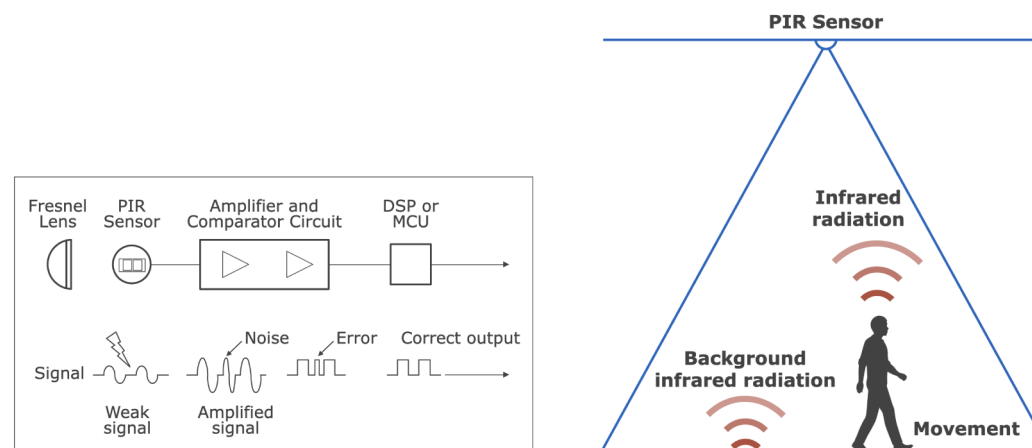 Fresnel
Lens
PIR
Sensor
Amplifier and
Comparator Circuit
DSP or
MCU
Signal
Noise
Error
Correct output
Weak
signal
Amplified
signal
PIR Sensor
Infrared
radiation
Background
infrared radiation
Movement